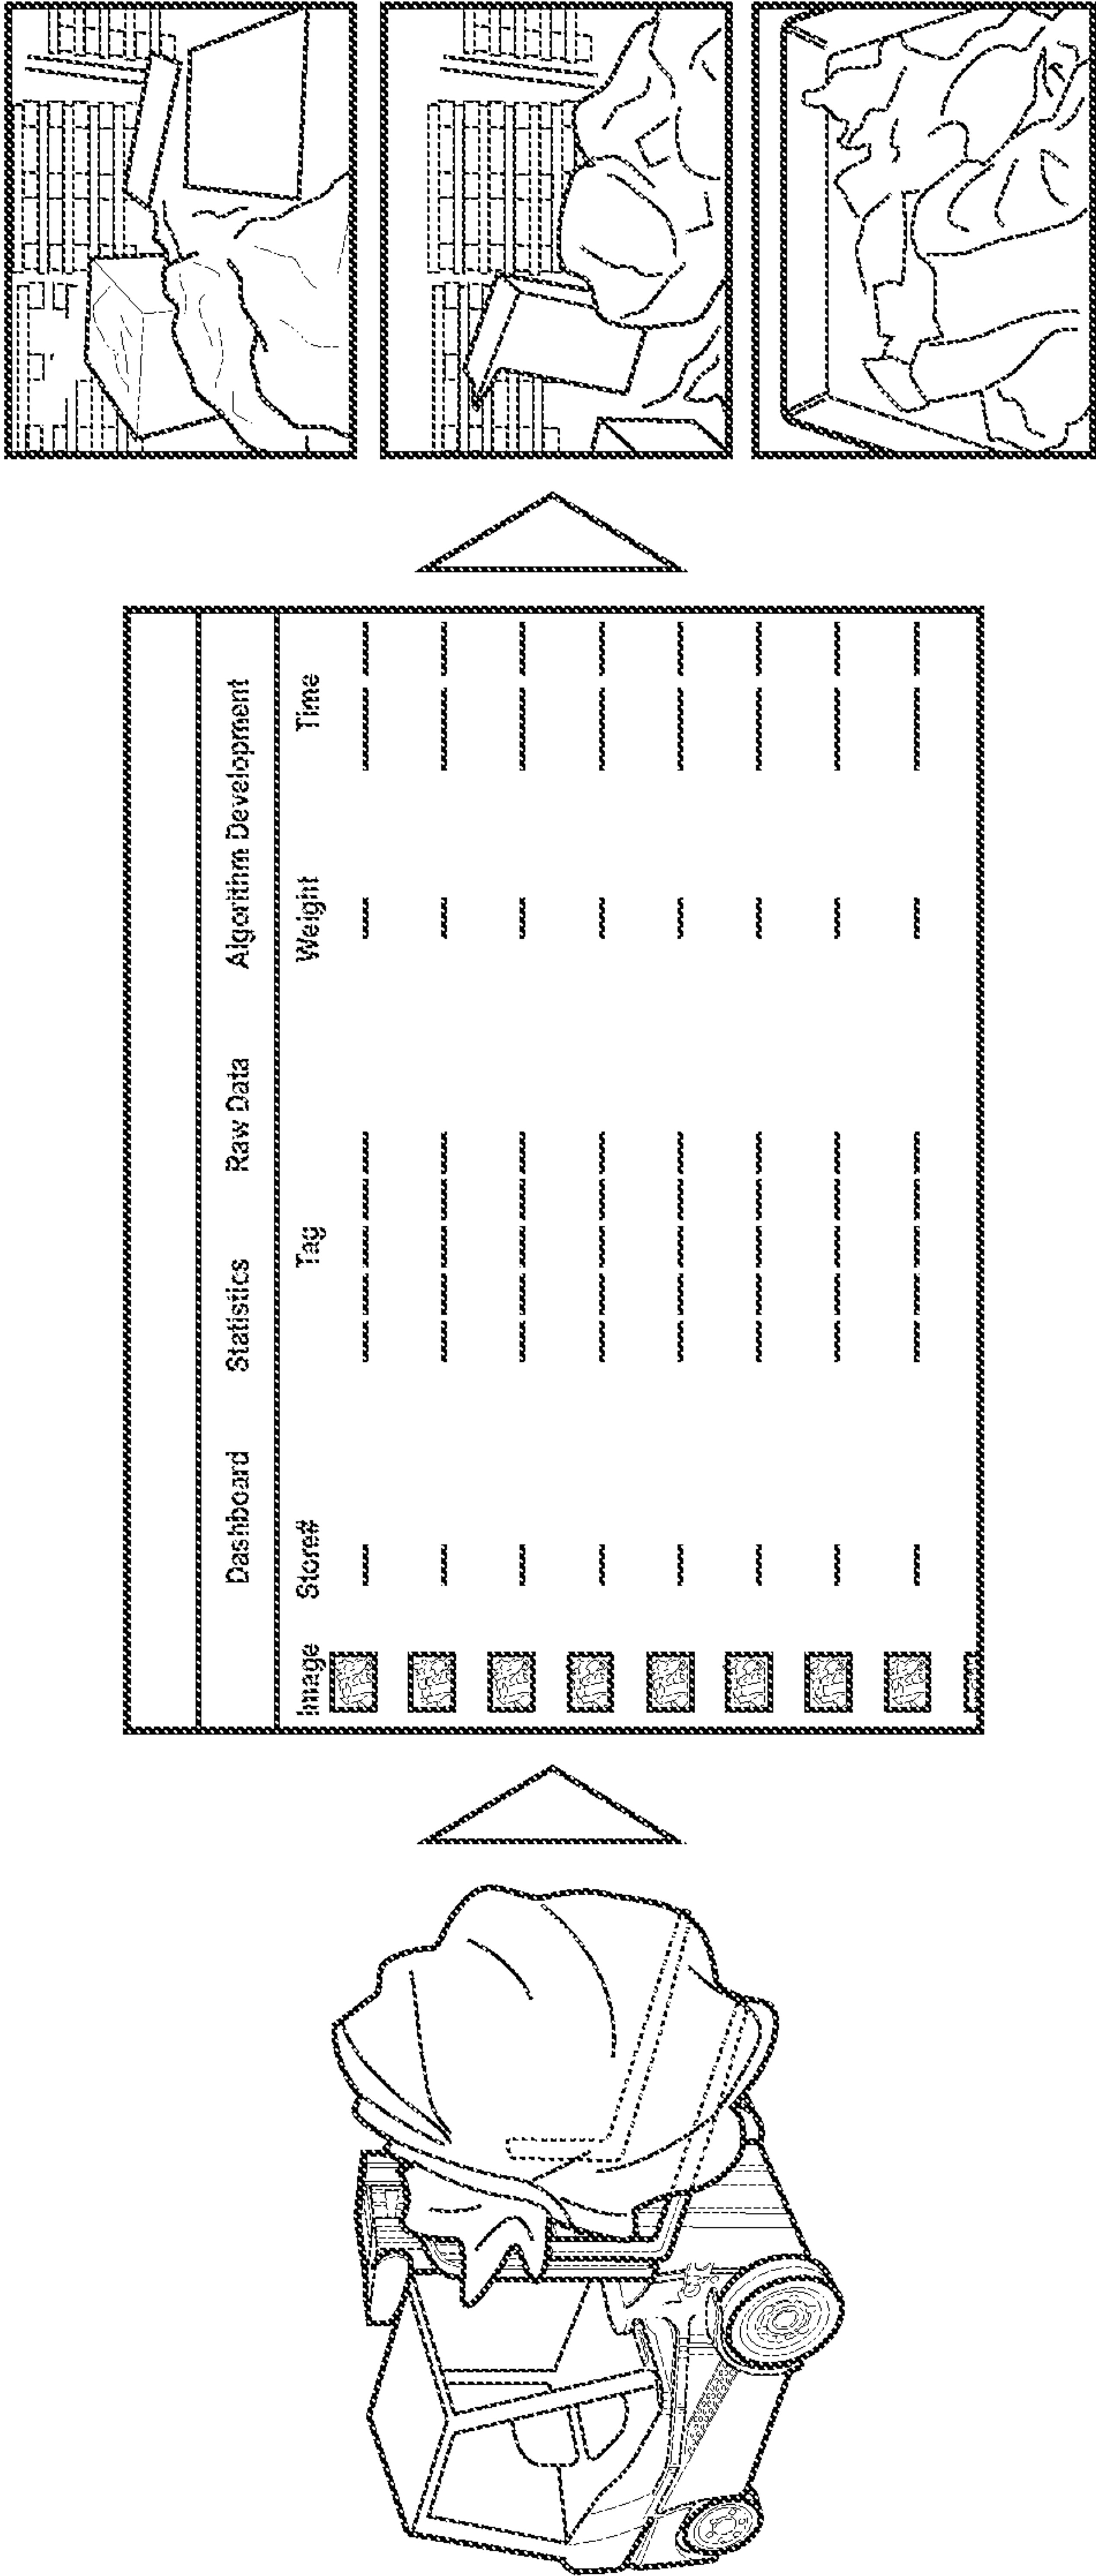 Dashboard Statistics Raw Data Algorithm Development
Image Store# Tag Weight Time